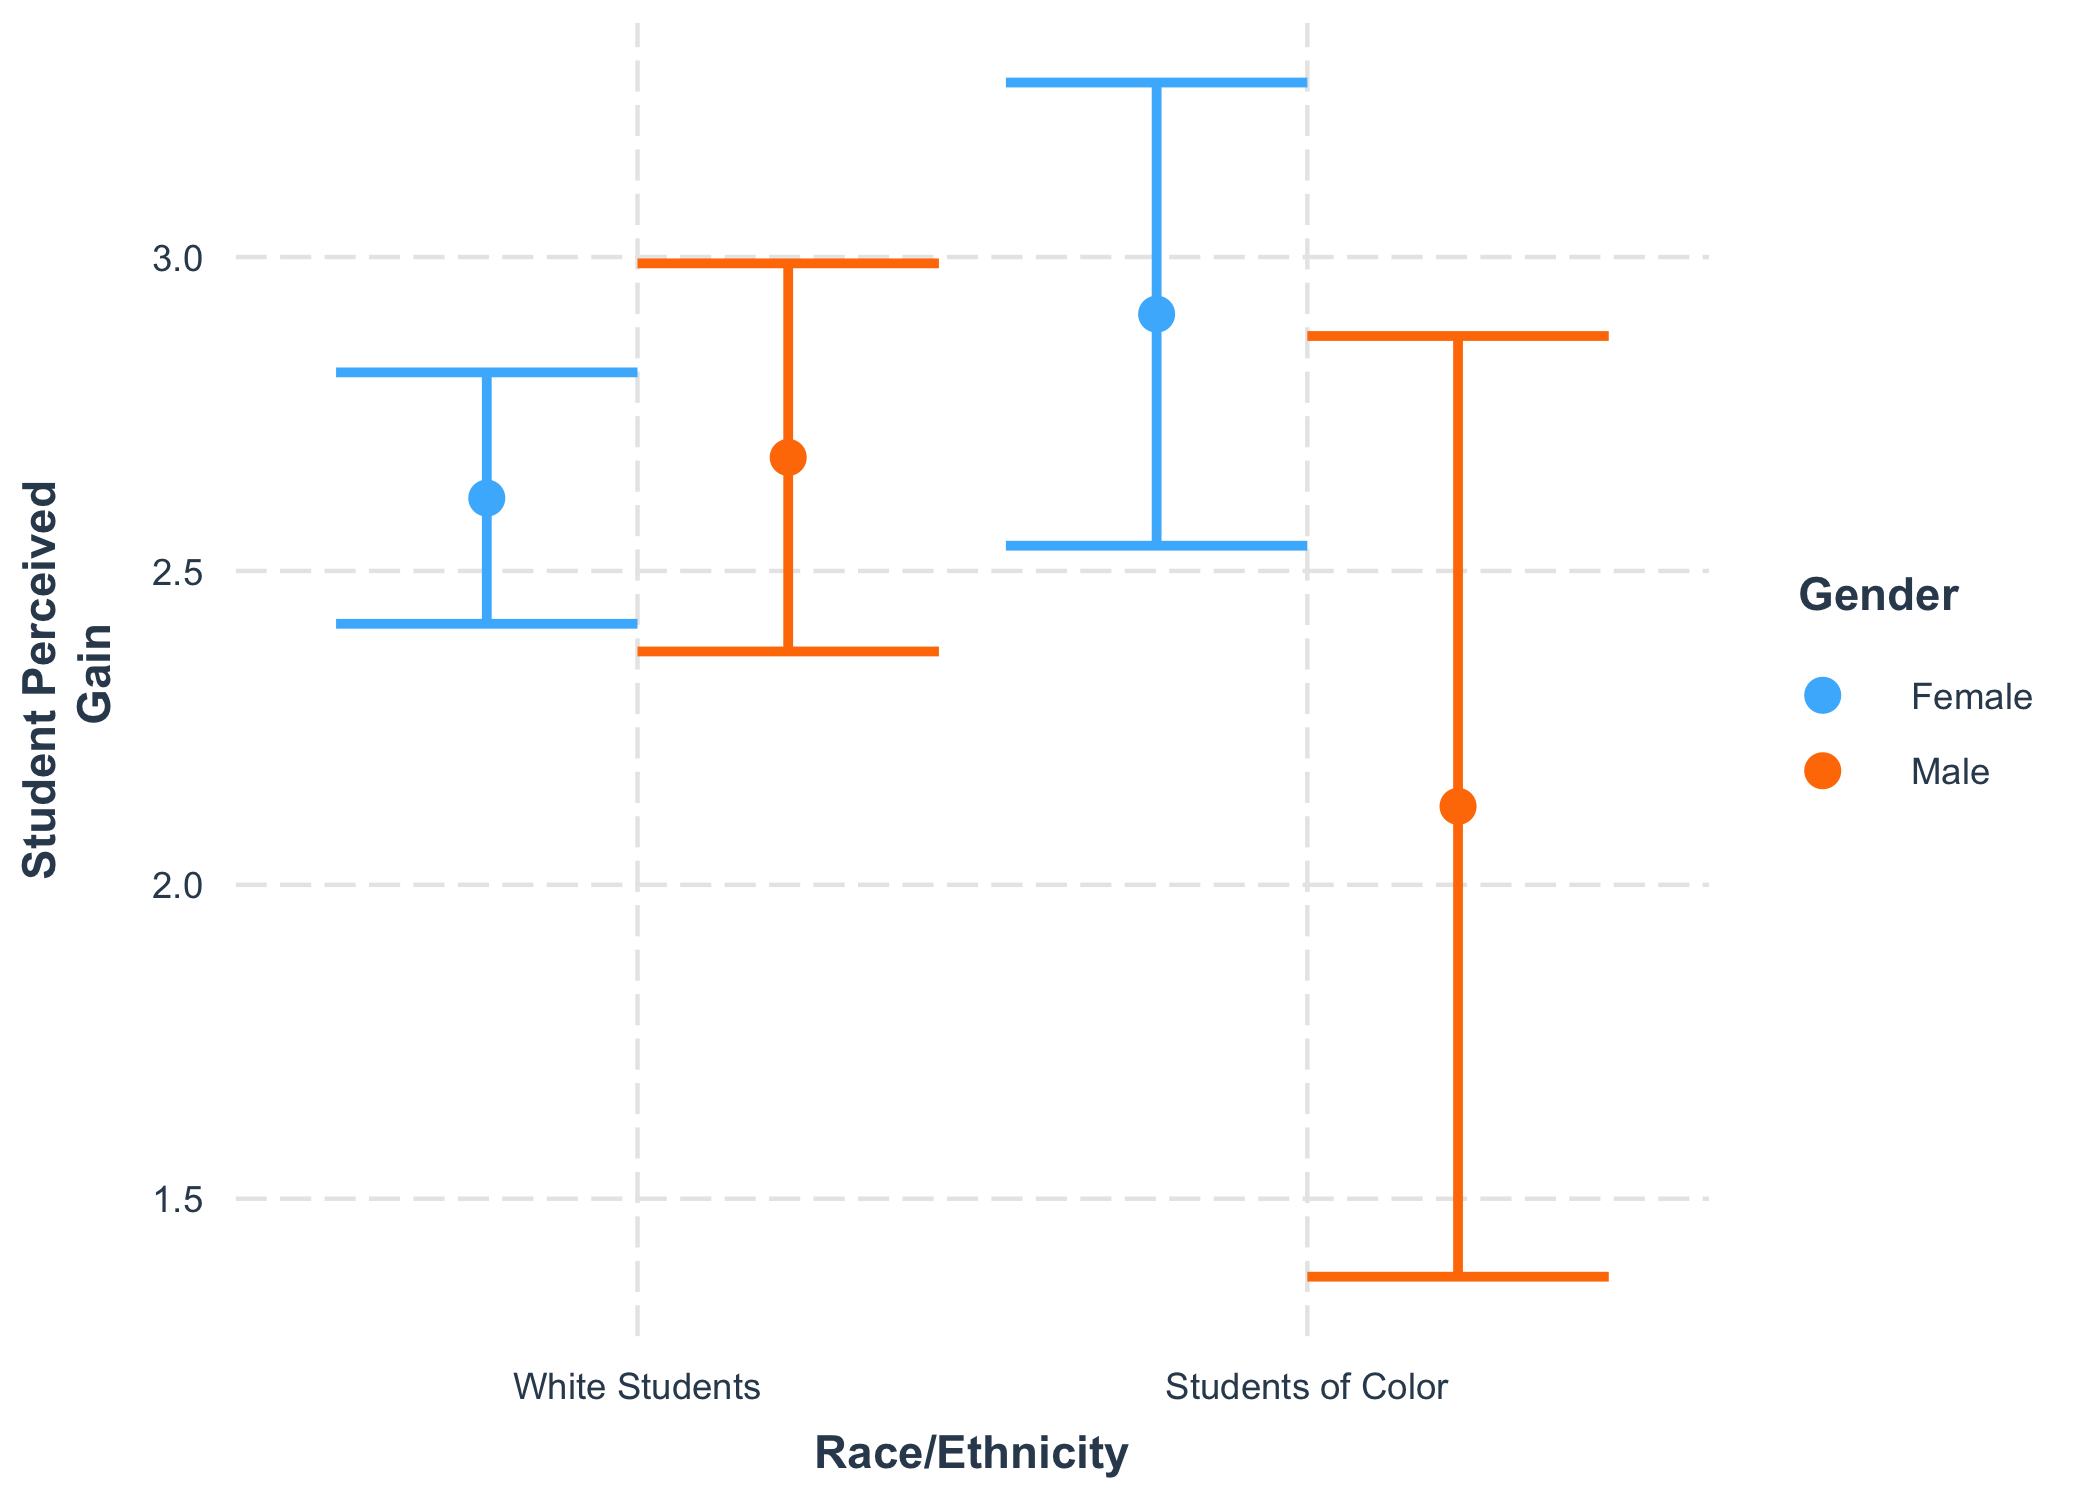 Student Perceived
Gain
3.0
2.5
2.0
1.5
White Students
Students of Color
Race/Ethnicity
Gender
Female
Male